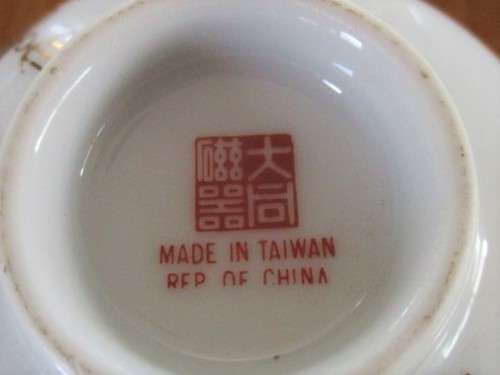 大同
磁器
MADE IN TAIWAN
REP. OF CHINA